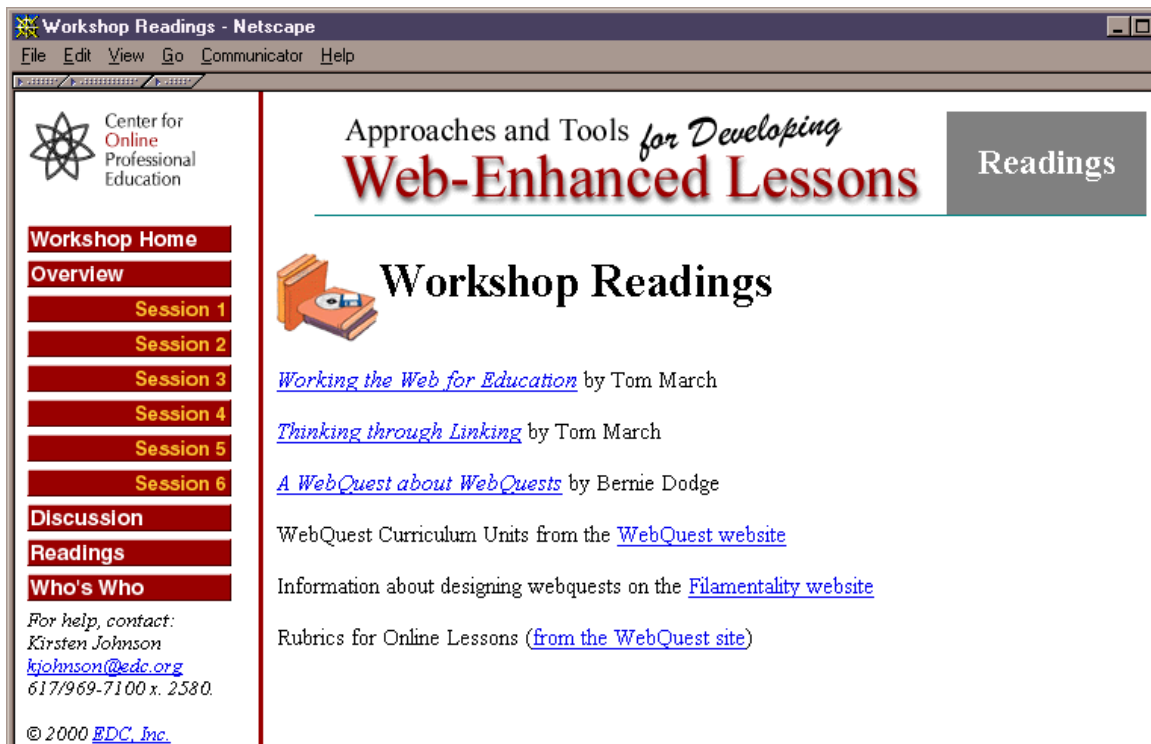 Workshop Readings - Netscape
File Edit View Go Communicator Help
Center for
Online
Professional
Education
Workshop Home
Overview
Session 1
Session 2
Session 3
Session 4
Session 5
Session 6
Discussion
Readings
Who's Who
For help, contact:
Kirsten Johnson
kjohnson@edc.org
617/969-7100 x. 2580.
© 2000 EDC, Inc.
Approaches and Tools for Developing
Web-Enhanced Lessons
Readings
Workshop Readings
Working the Web for Education by Tom March
Thinking through Linking by Tom March
A WebQuest about WebQuests by Bernie Dodge
WebQuest Curriculum Units from the WebQuest website
Information about designing webquests on the Filamentality website
Rubrics for Online Lessons (from the WebQuest site)